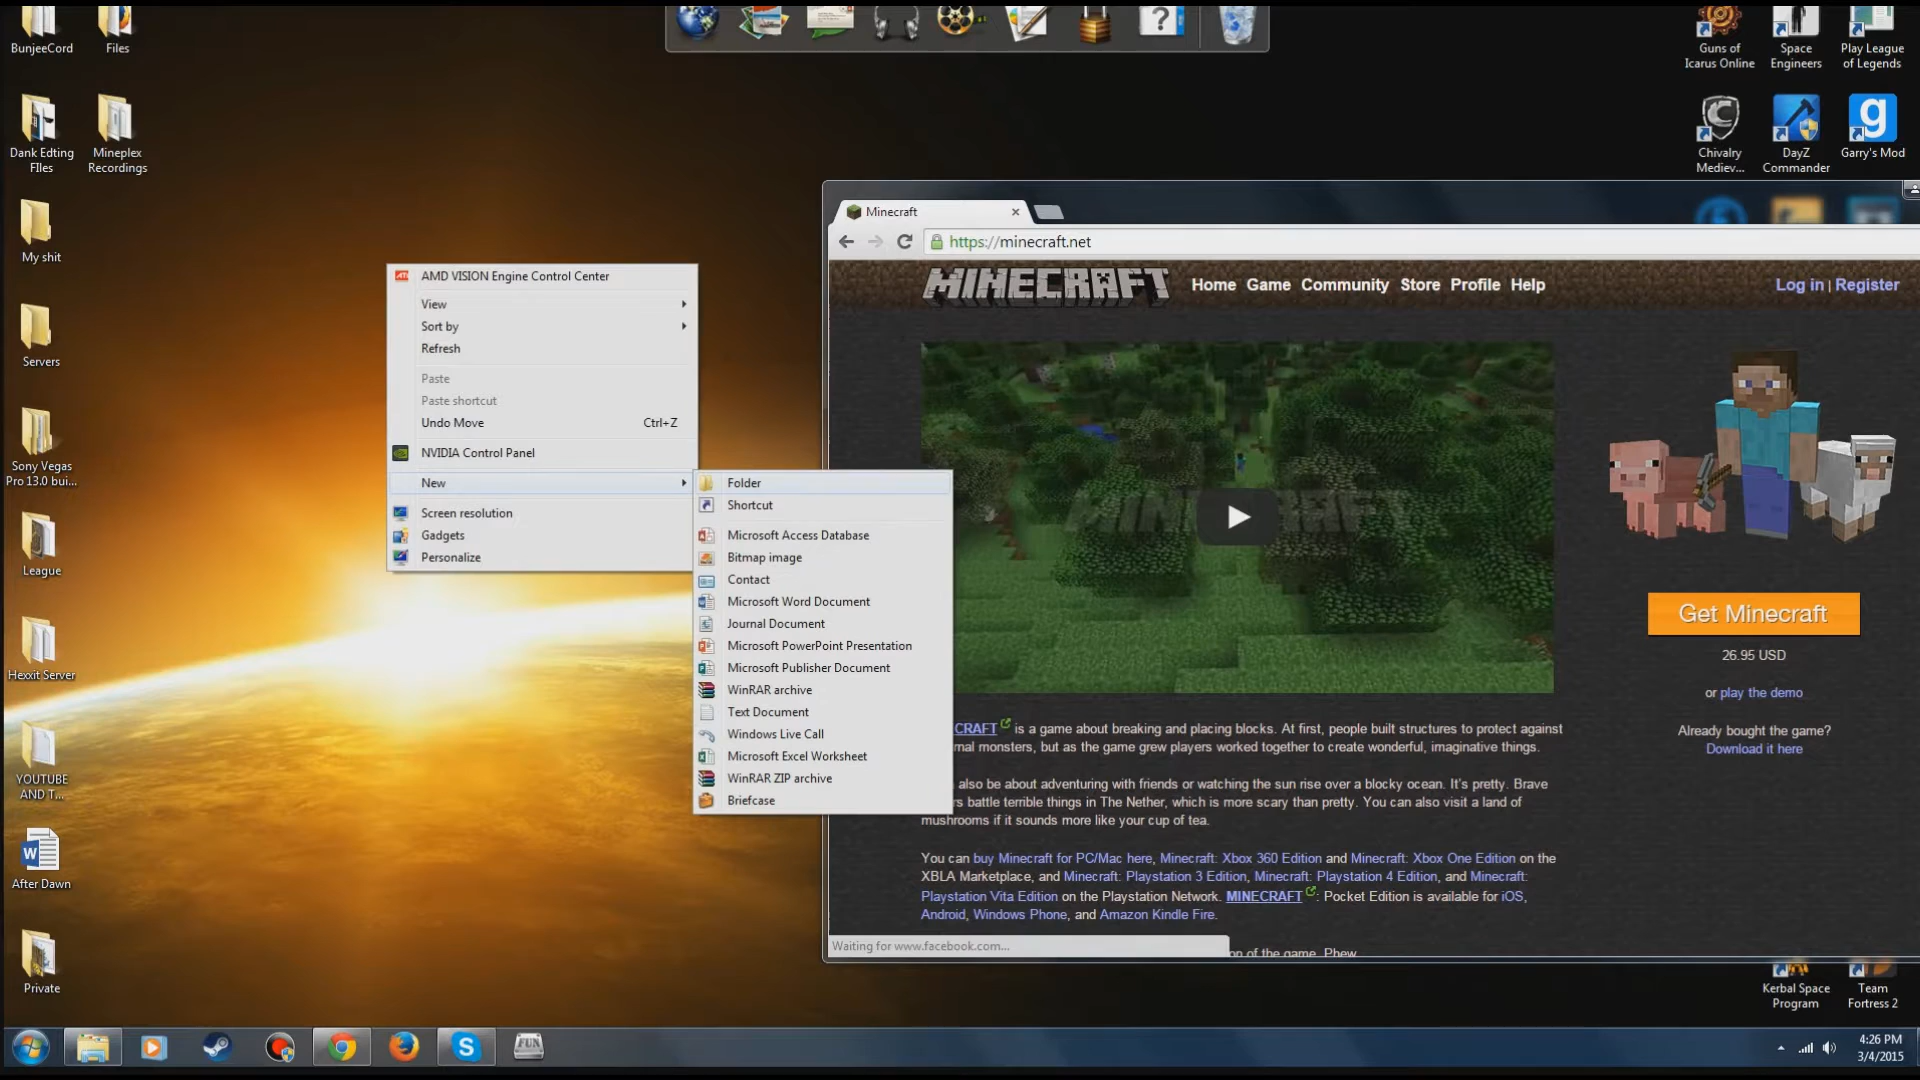 BunjeeCord
Files
Guns of
Icarus Online
Space
Engineers
Play League
of Legends
Dank Edting
FIles
Mineplex
Recordings
Chivalry
Mediev...
DayZ
Commander
Garry's Mod
My shit
Servers
Sony Vegas
Pro 13.0 bui...
League
Hexxit Server
YOUTUBE
AND T...
After Dawn
Private
AMD VISION Engine Control Center
View
Sort by
Refresh
Paste
Paste shortcut
Undo Move Ctrl+Z
NVIDIA Control Panel
New
Screen resolution
Gadgets
Personalize
Folder
Shortcut
Microsoft Access Database
Bitmap image
Contact
Microsoft Word Document
Journal Document
Microsoft PowerPoint Presentation
Microsoft Publisher Document
WinRAR archive
Text Document
Windows Live Call
Microsoft Excel Worksheet
WinRAR ZIP archive
Briefcase
Minecraft
https://minecraft.net
MINECRAFT Home Game Community Store Profile Help Log in | Register
Get Minecraft
26.95 USD
or play the demo
Already bought the game?
Download it here
CRAFT is a game about breaking and placing blocks. At first, people built structures to protect against
nal monsters, but as the game grew players worked together to create wonderful, imaginative things.
also be about adventuring with friends or watching the sun rise over a blocky ocean. It's pretty. Brave
rs battle terrible things in The Nether, which is more scary than pretty. You can also visit a land of
mushrooms if it sounds more like your cup of tea.
You can buy Minecraft for PC/Mac here, Minecraft: Xbox 360 Edition and Minecraft: Xbox One Edition on the
XBLA Marketplace, and Minecraft: Playstation 3 Edition, Minecraft: Playstation 4 Edition, and Minecraft:
Playstation Vita Edition on the Playstation Network. MINECRAFT : Pocket Edition is available for iOS,
Android, Windows Phone, and Amazon Kindle Fire.
Waiting for www.facebook.com...
on of the game. Phew.
Kerbal Space
Program
Team
Fortress 2
FUN
4:26 PM
3/4/2015